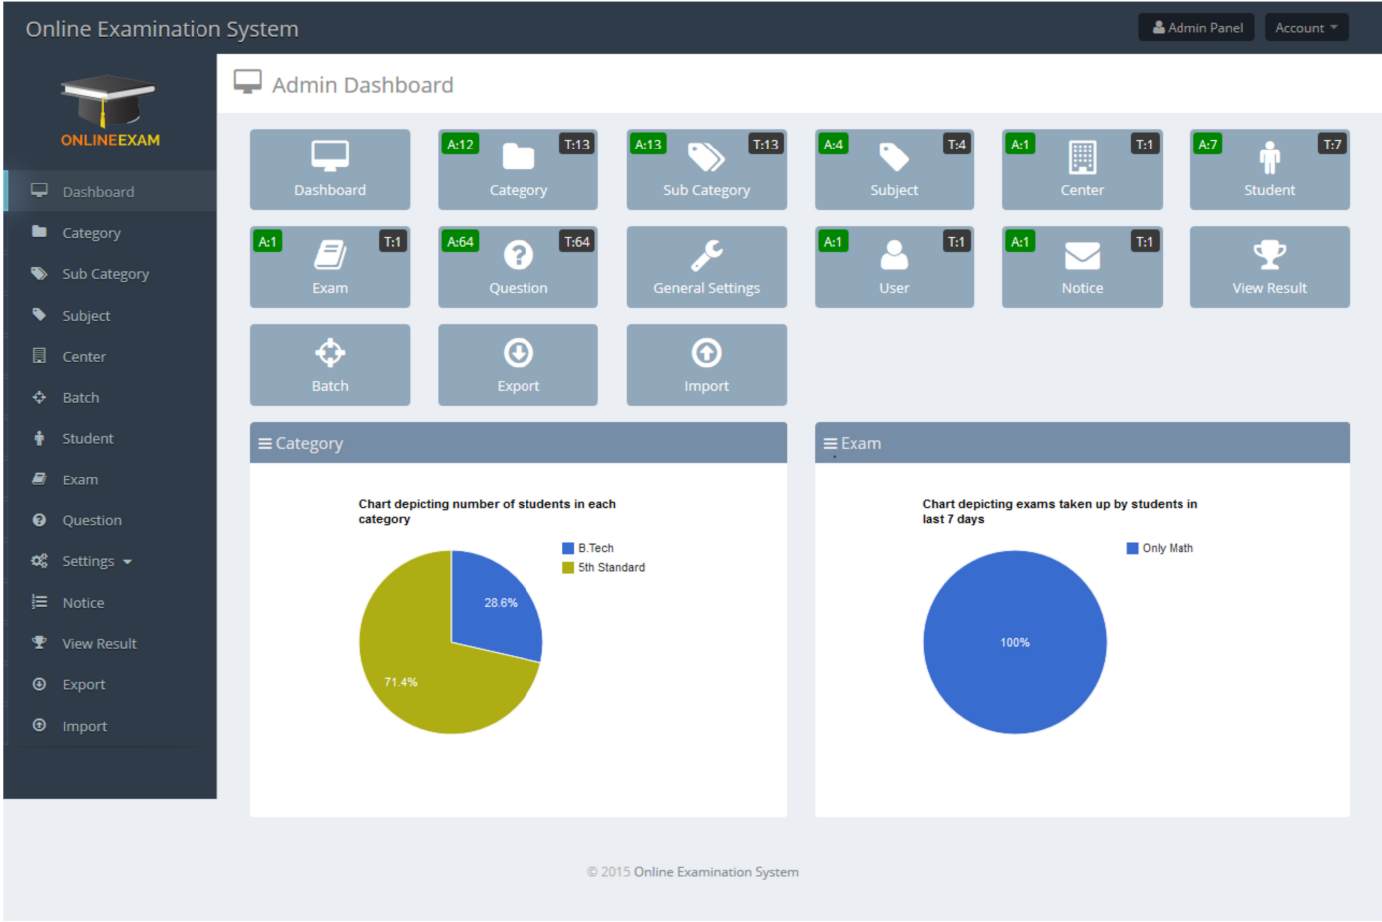 Online Examination System
Admin Panel
Account
ONLINEEXAM
Dashboard
Category
Sub Category
Subject
Center
Batch
Student
Exam
Question
Settings
Notice
View Result
Export
Import
Admin Dashboard
Dashboard
A:12 T:13
Category
A:13 T:13
Sub Category
A:4 T:4
Subject
A:1 T:1
Center
A:7 T:7
Student
A:1 T:1
Exam
A:64 T:64
Question
General Settings
A:1 T:1
User
A:1 T:1
Notice
View Result
Batch
Export
Import
Category
Chart depicting number of students in each
category
B.Tech
5th Standard
28.6%
71.4%
Exam
Chart depicting exams taken up by students in
last 7 days
Only Math
100%
© 2015 Online Examination System